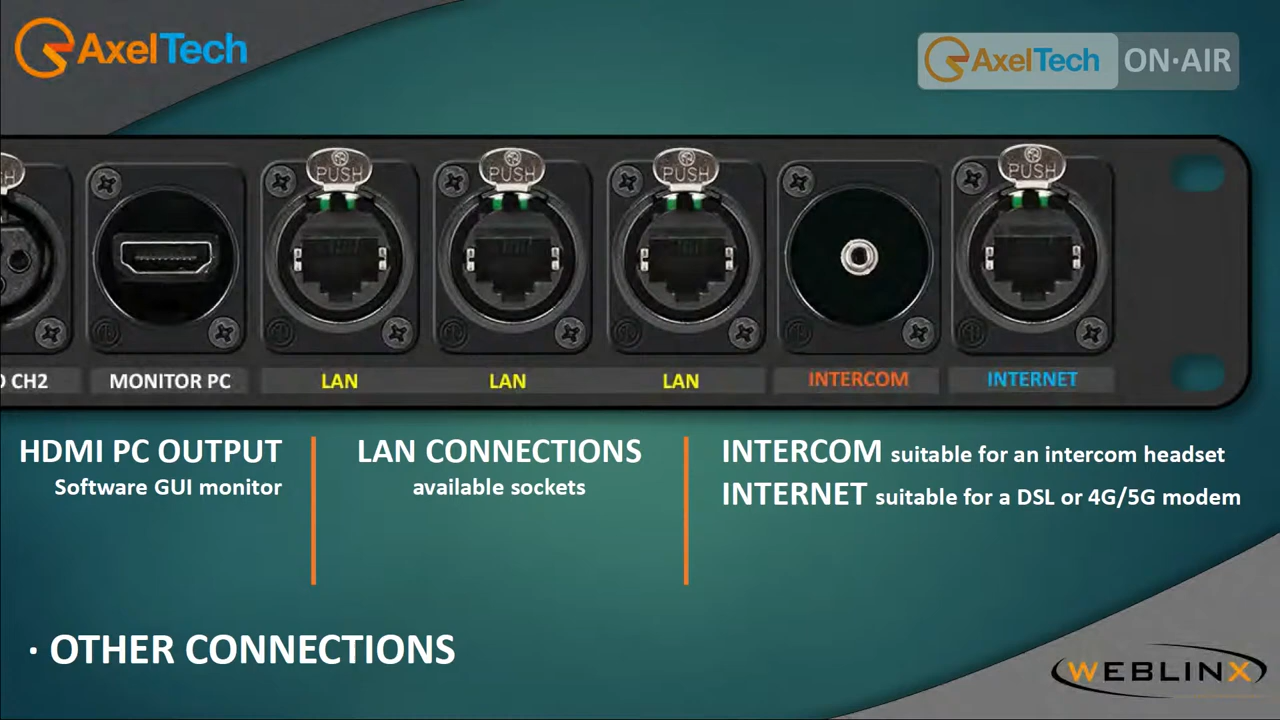 AxelTech
AxelTech ON·AIR
PUSH PUSH PUSH PUSH
CH2 MONITOR PC LAN LAN LAN INTERCOM INTERNET
HDMI PC OUTPUT
Software GUI monitor
LAN CONNECTIONS
available sockets
INTERCOM suitable for an intercom headset
INTERNET suitable for a DSL or 4G/5G modem
· OTHER CONNECTIONS
WEBLINX